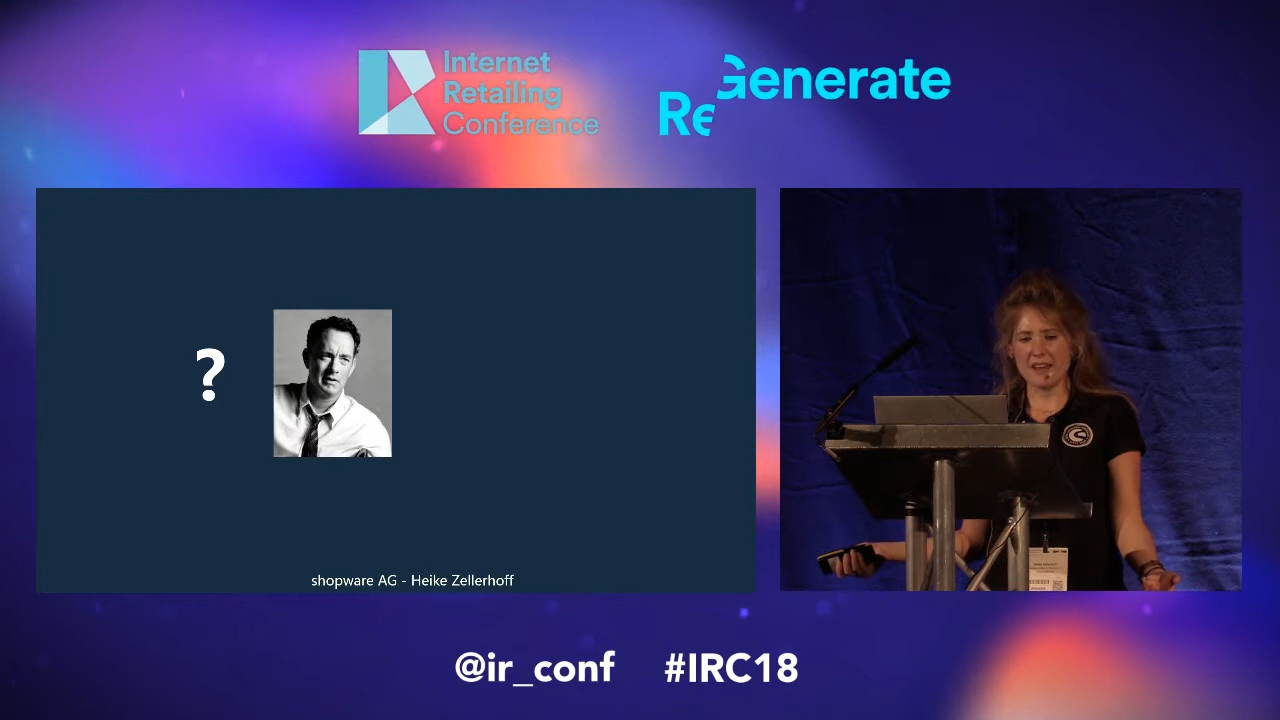 Internet
Retailing
Conference
ReGenerate
?
shopware AG - Heike Zellerhoff
@ir_conf #IRC18